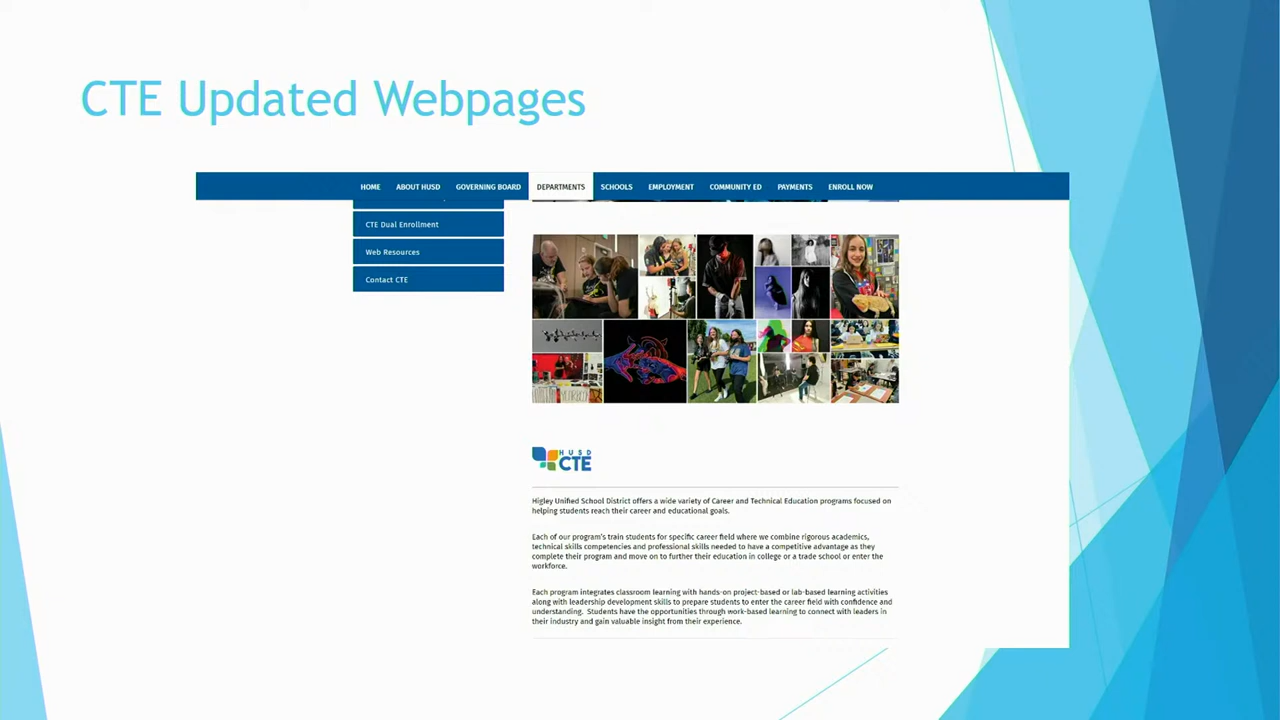 CTE Updated Webpages
HOME ABOUT HUSD GOVERNING BOARD DEPARTMENTS SCHOOLS EMPLOYMENT COMMUNITY ED PAYMENTS ENROLL NOW
CTE Dual Enrollment
Web Resources
Contact CTE
HUSD
CTE
Higley Unified School District offers a wide variety of Career and Technical Education programs focused on
helping students reach their career and educational goals.
Each of our program's train students for specific career field where we combine rigorous academics,
technical skills competencies and professional skills needed to have a competitive advantage as they
complete their program and move on to further their education in college or a trade school or enter the
workforce.
Each program integrates classroom learning with hands-on project-based or lab-based learning activities
along with leadership development skills to prepare students to enter the career field with confidence and
understanding. Students have the opportunities through work-based learning to connect with leaders in
their industry and gain valuable insight from their experience.